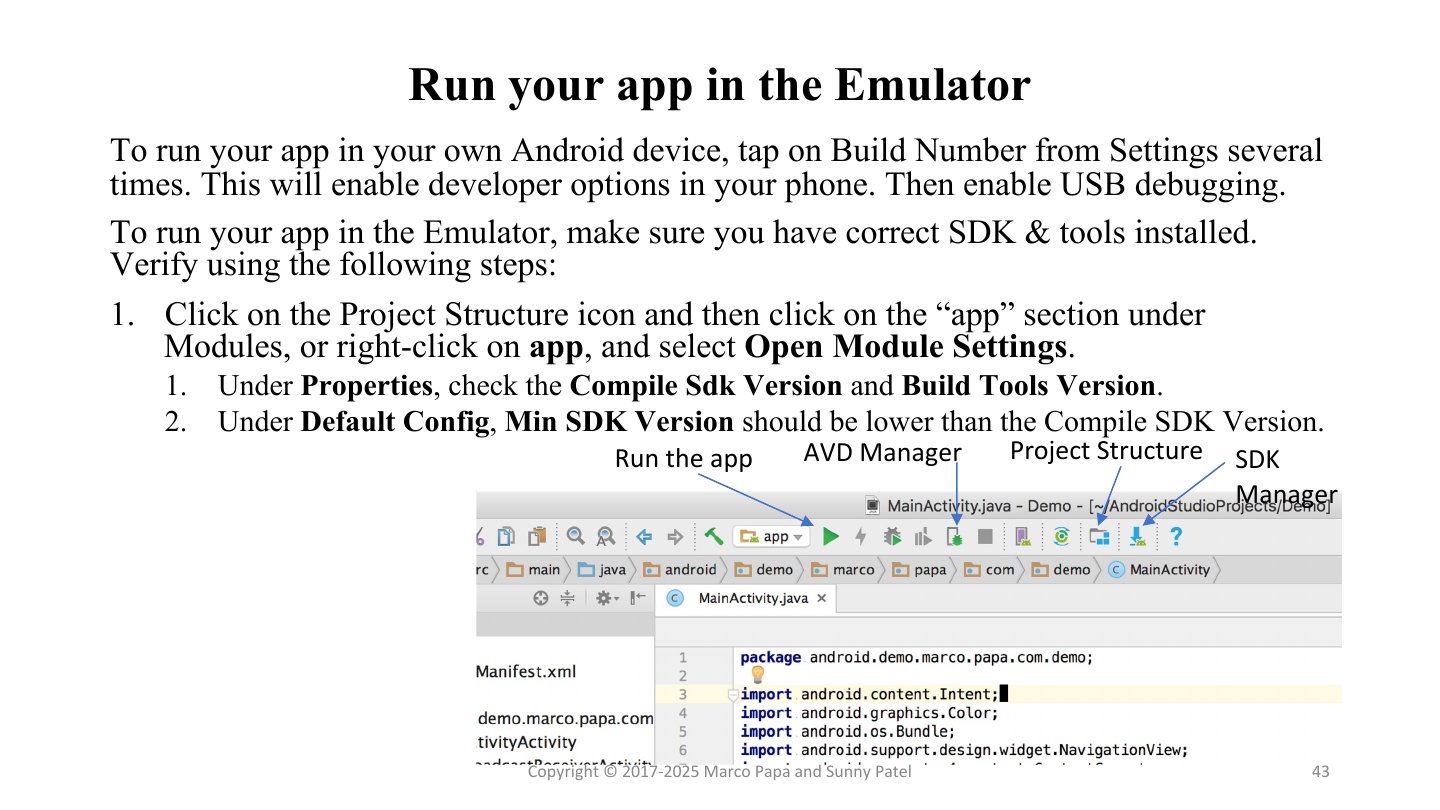 Run your app in the Emulator
To run your app in your own Android device, tap on Build Number from Settings several
times. This will enable developer options in your phone. Then enable USB debugging.
To run your app in the Emulator, make sure you have correct SDK & tools installed.
Verify using the following steps:
1. Click on the Project Structure icon and then click on the “app” section under
Modules, or right-click on app, and select Open Module Settings.
1. Under Properties, check the Compile Sdk Version and Build Tools Version.
2. Under Default Config, Min SDK Version should be lower than the Compile SDK Version.
Run the app
AVD Manager
Project Structure
SDK
Manager
MainActivity.java - Demo - [~/AndroidStudioProjects/Demo]
app
rc main java android demo marco papa com demo MainActivity
MainActivity.java
Manifest.xml
demo.marco.papa.com
tivityActivity
1 package android.demo.marco.papa.com.demo;
2
3 import android.content.Intent;
4 import android.graphics.Color;
5 import android.os.Bundle;
6 import android.support.design.widget.NavigationView;
Copyright © 2017-2025 Marco Papa and Sunny Patel
43